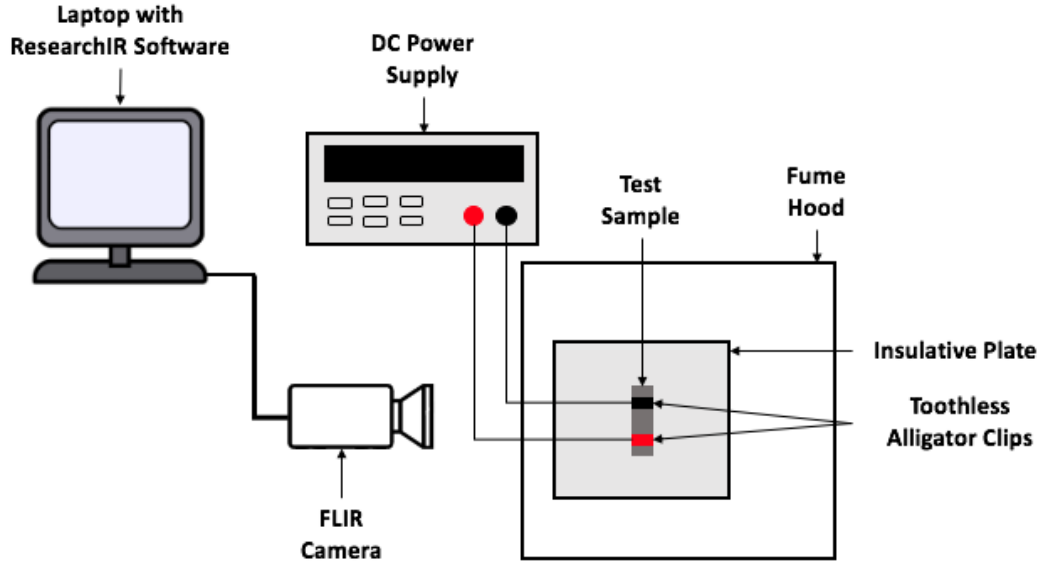 Laptop with
ResearchIR Software
DC Power
Supply
Test
Sample
Fume
Hood
Insulative Plate
Toothless
Alligator Clips
FLIR
Camera